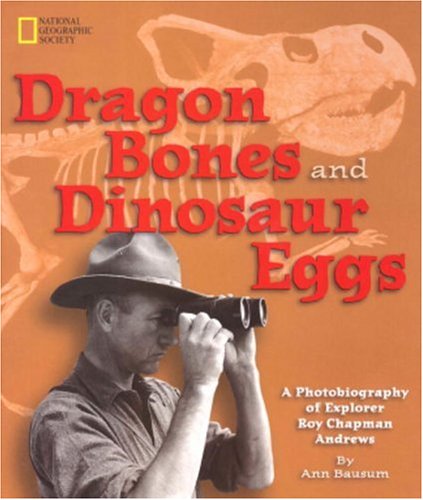 NATIONAL
GEOGRAPHIC
SOCIETY
Dragon
Bones and
Dinosaur
Eggs
A Photobiography
of Explorer
Roy Chapman
Andrews
By
Ann Bausum